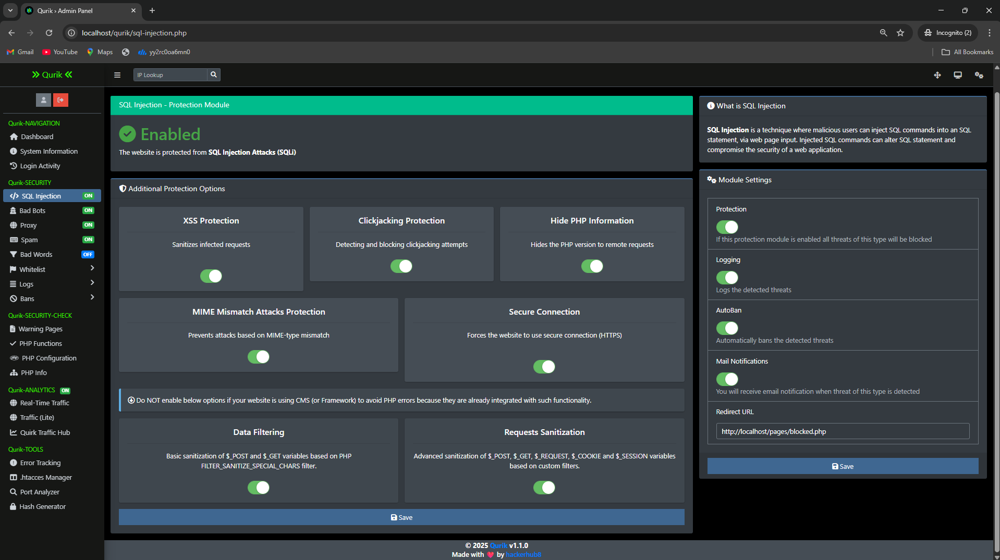 Qurik › Admin Panel
localhost/qurik/sql-injection.php
Incognito (2)
Gmail
YouTube
Maps
yy2rc0oa6mn0
All Bookmarks
Qurik
IP Lookup
Qurik-NAVIGATION
Dashboard
System Information
Login Activity
Qurik-SECURITY
SQL Injection ON
Bad Bots ON
Proxy ON
Spam ON
Bad Words OFF
Whitelist
Logs
Bans
Qurik-SECURITY-CHECK
Warning Pages
PHP Functions
PHP Configuration
PHP Info
Qurik-ANALYTICS ON
Real-Time Traffic
Traffic (Lite)
Quirk Traffic Hub
Qurik-TOOLS
Error Tracking
.htacces Manager
Port Analyzer
Hash Generator
SQL Injection - Protection Module
Enabled
The website is protected from SQL Injection Attacks (SQLi)
Additional Protection Options
XSS Protection
Sanitizes infected requests
Clickjacking Protection
Detecting and blocking clickjacking attempts
Hide PHP Information
Hides the PHP version to remote requests
MIME Mismatch Attacks Protection
Prevents attacks based on MIME-type mismatch
Secure Connection
Forces the website to use secure connection (HTTPS)
Do NOT enable below options if your website is using CMS (or Framework) to avoid PHP errors because they are already integrated with such functionality.
Data Filtering
Basic sanitization of $_POST and $_GET variables based on PHP
FILTER_SANITIZE_SPECIAL_CHARS filter.
Requests Sanitization
Advanced sanitization of $_POST, $_GET, $_REQUEST, $_COOKIE and $_SESSION variables
based on custom filters.
Save
What is SQL Injection
SQL Injection is a technique where malicious users can inject SQL commands into an SQL
statement, via web page input. Injected SQL commands can alter SQL statement and
compromise the security of a web application.
Module Settings
Protection
If this protection module is enabled all threats of this type will be blocked
Logging
Logs the detected threats
AutoBan
Automatically bans the detected threats
Mail Notifications
You will receive email notification when threat of this type is detected
Redirect URL
http://localhost/pages/blocked.php
Save
© 2025 Qurik v1.1.0
Made with ❤ by hackerhub8